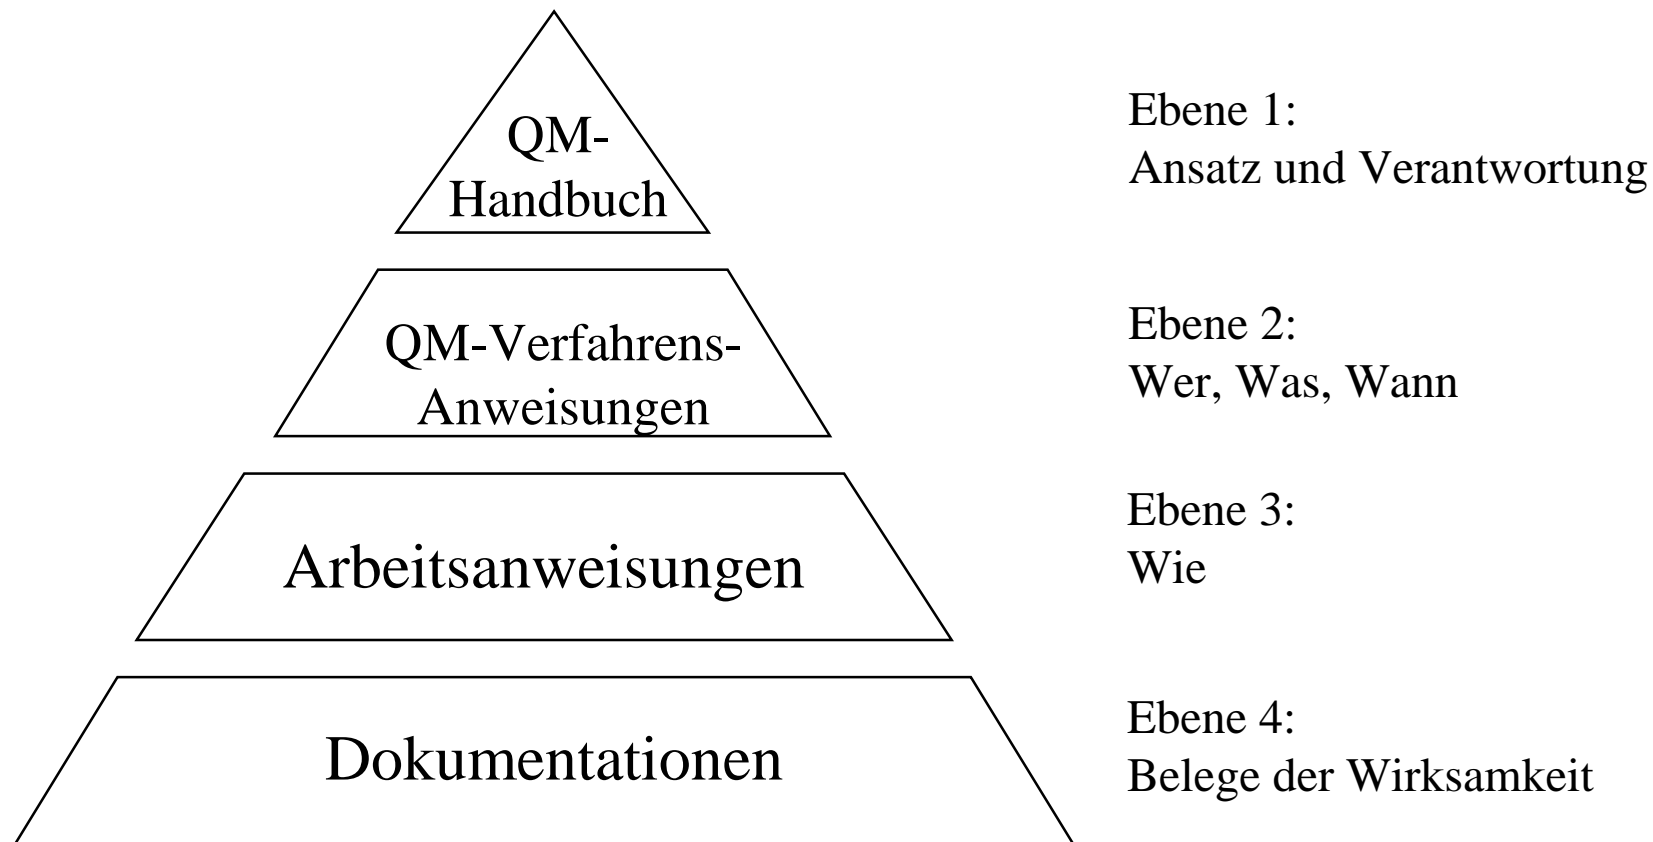 QM-
Handbuch
Ebene 1:
Ansatz und Verantwortung
QM-Verfahrens-
Anweisungen
Ebene 2:
Wer, Was, Wann
Arbeitsanweisungen
Ebene 3:
Wie
Dokumentationen
Ebene 4:
Belege der Wirksamkeit